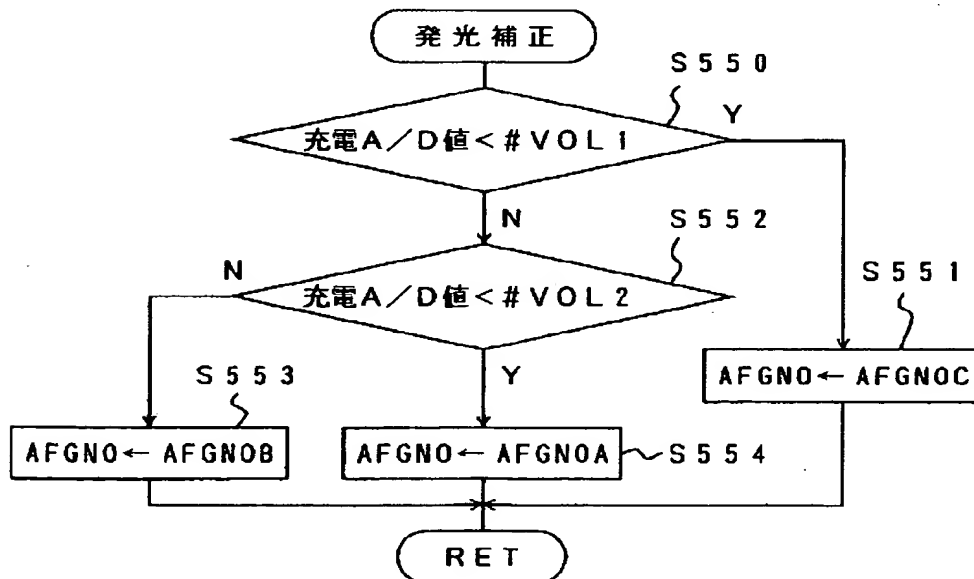 発光補正
S550
充電A/D値<#VOL1
Y
N
S552
充電A/D値<#VOL2
N
S551
Y
S553
AFGNO← AFGNOC
AFGNO← AFGNOB
AFGNO← AFGNOA
S554
RET